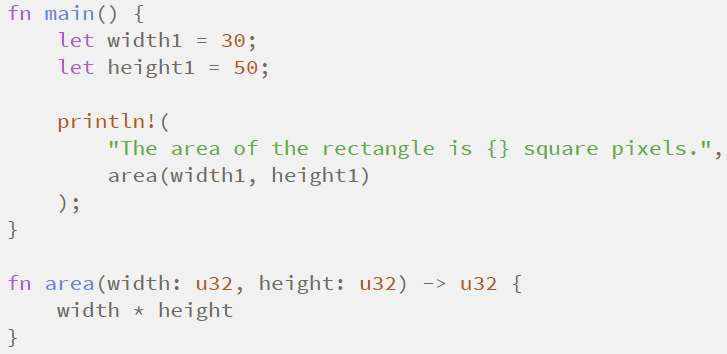 fn main() {
    let width1 = 30;
    let height1 = 50;

    println!(
        "The area of the rectangle is {} square pixels.",
        area(width1, height1)
    );
}

fn area(width: u32, height: u32) -> u32 {
    width * height
}